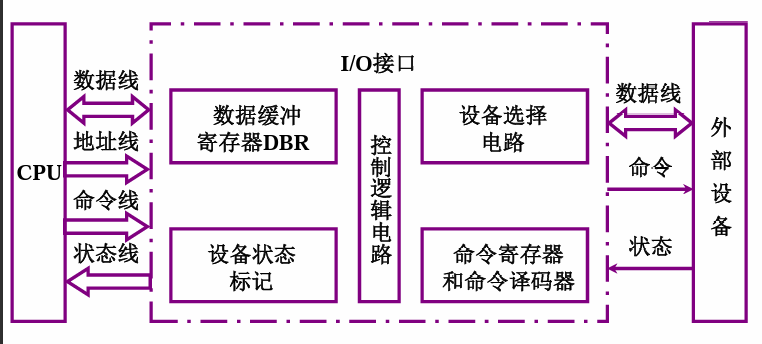 I/O接口
CPU
数据线
地址线
命令线
状态线
数据缓冲
寄存器DBR
设备状态
标记
控制逻辑电路
设备选择
电路
命令寄存器
和命令译码器
数据线
命令
状态
外部设备